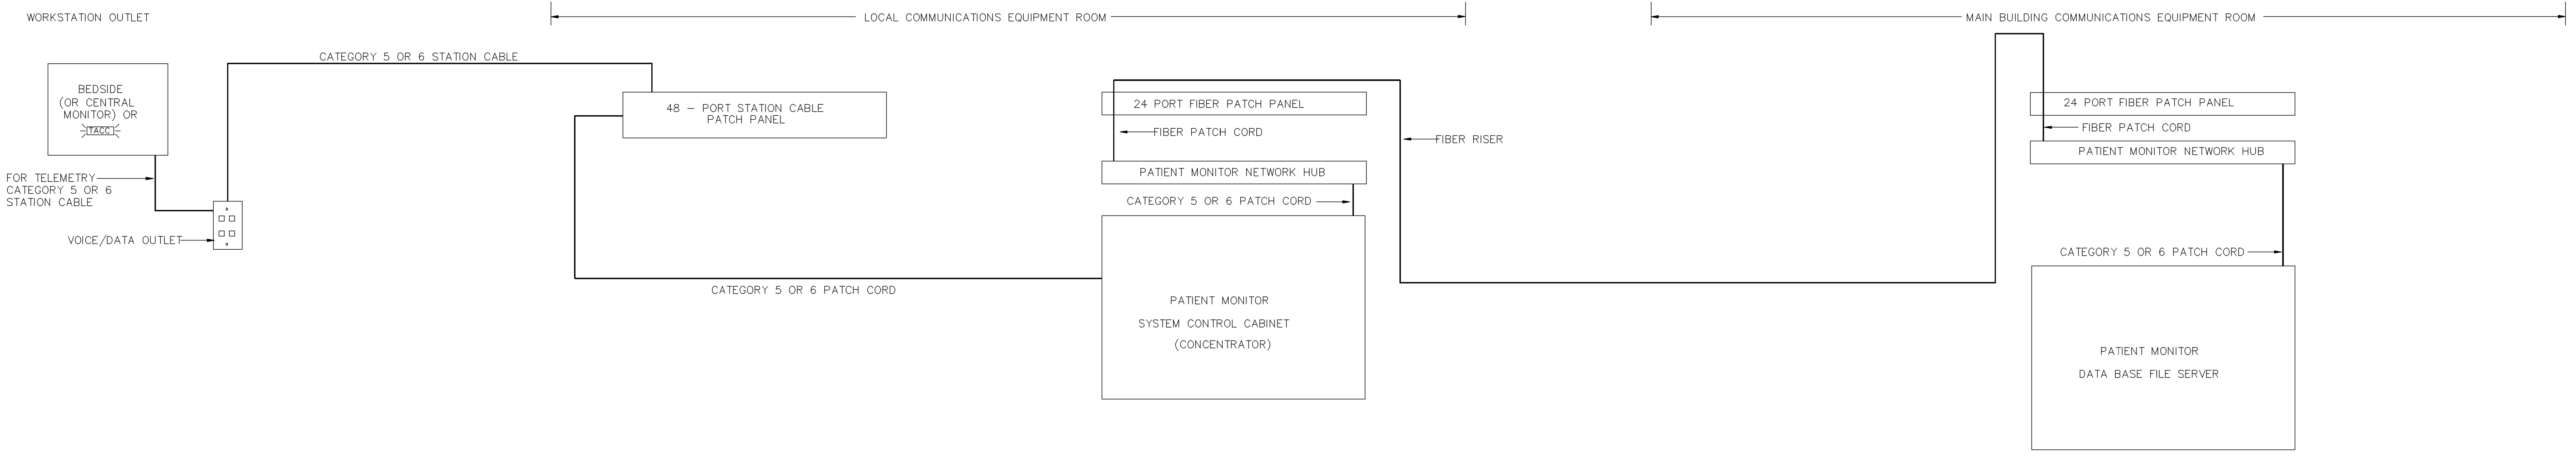 WORKSTATION OUTLET
LOCAL COMMUNICATIONS EQUIPMENT ROOM
MAIN BUILDING COMMUNICATIONS EQUIPMENT ROOM
CATEGORY 5 OR 6 STATION CABLE
BEDSIDE
(OR CENTRAL
MONITOR) OR
TACC
FOR TELEMETRY
CATEGORY 5 OR 6
STATION CABLE
VOICE/DATA OUTLET
48 - PORT STATION CABLE
PATCH PANEL
CATEGORY 5 OR 6 PATCH CORD
24 PORT FIBER PATCH PANEL
FIBER PATCH CORD
PATIENT MONITOR NETWORK HUB
CATEGORY 5 OR 6 PATCH CORD
PATIENT MONITOR
SYSTEM CONTROL CABINET
(CONCENTRATOR)
FIBER RISER
24 PORT FIBER PATCH PANEL
FIBER PATCH CORD
PATIENT MONITOR NETWORK HUB
CATEGORY 5 OR 6 PATCH CORD
PATIENT MONITOR
DATA BASE FILE SERVER